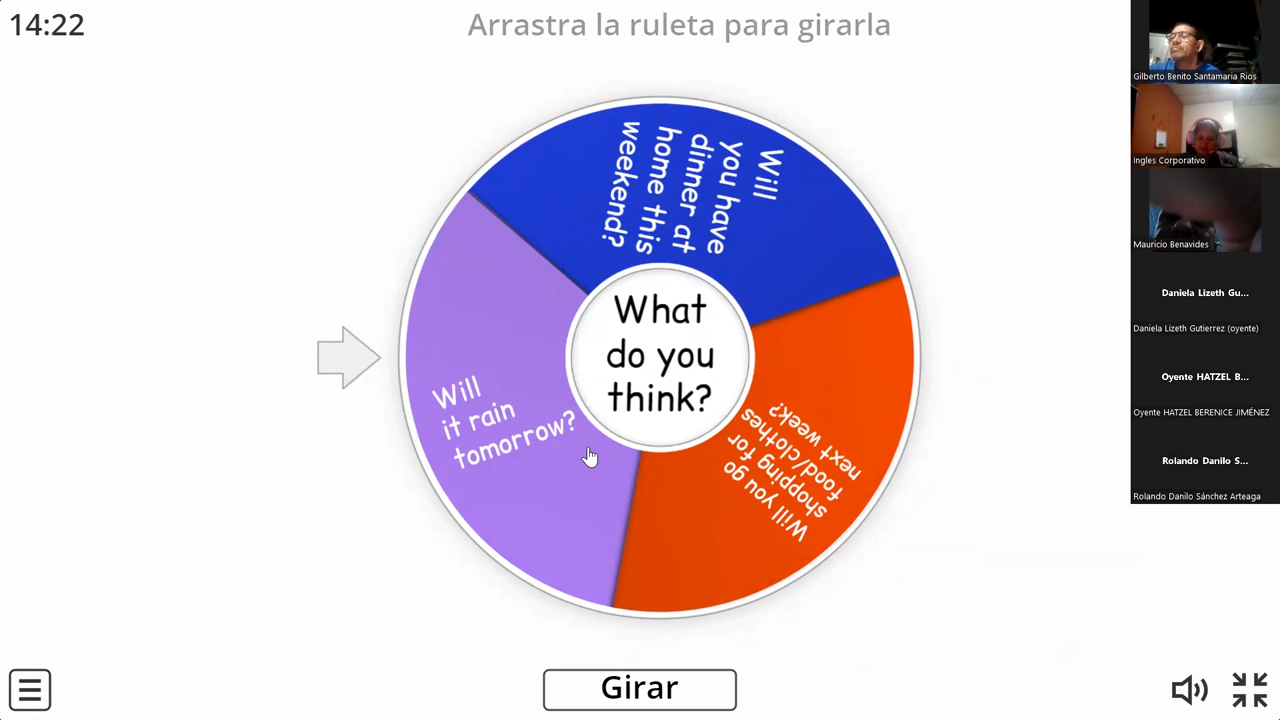 14:22
Arrastra la ruleta para girarla
Will
you have
dinner at
home this
weekend?
What
do you
think?
Will
it rain
tomorrow?
Will you go
shopping for
food/clothes
next week?
Girar
Gilberto Benito Santamaria Rios
Ingles Corporativo
Mauricio Benavides
Daniela Lizeth Gu...
Daniela Lizeth Gutierrez (oyente)
Oyente HATZEL B...
Oyente HATZEL BERENICE JIMÉNEZ
Rolando Danilo S...
Rolando Danilo Sánchez Arteaga